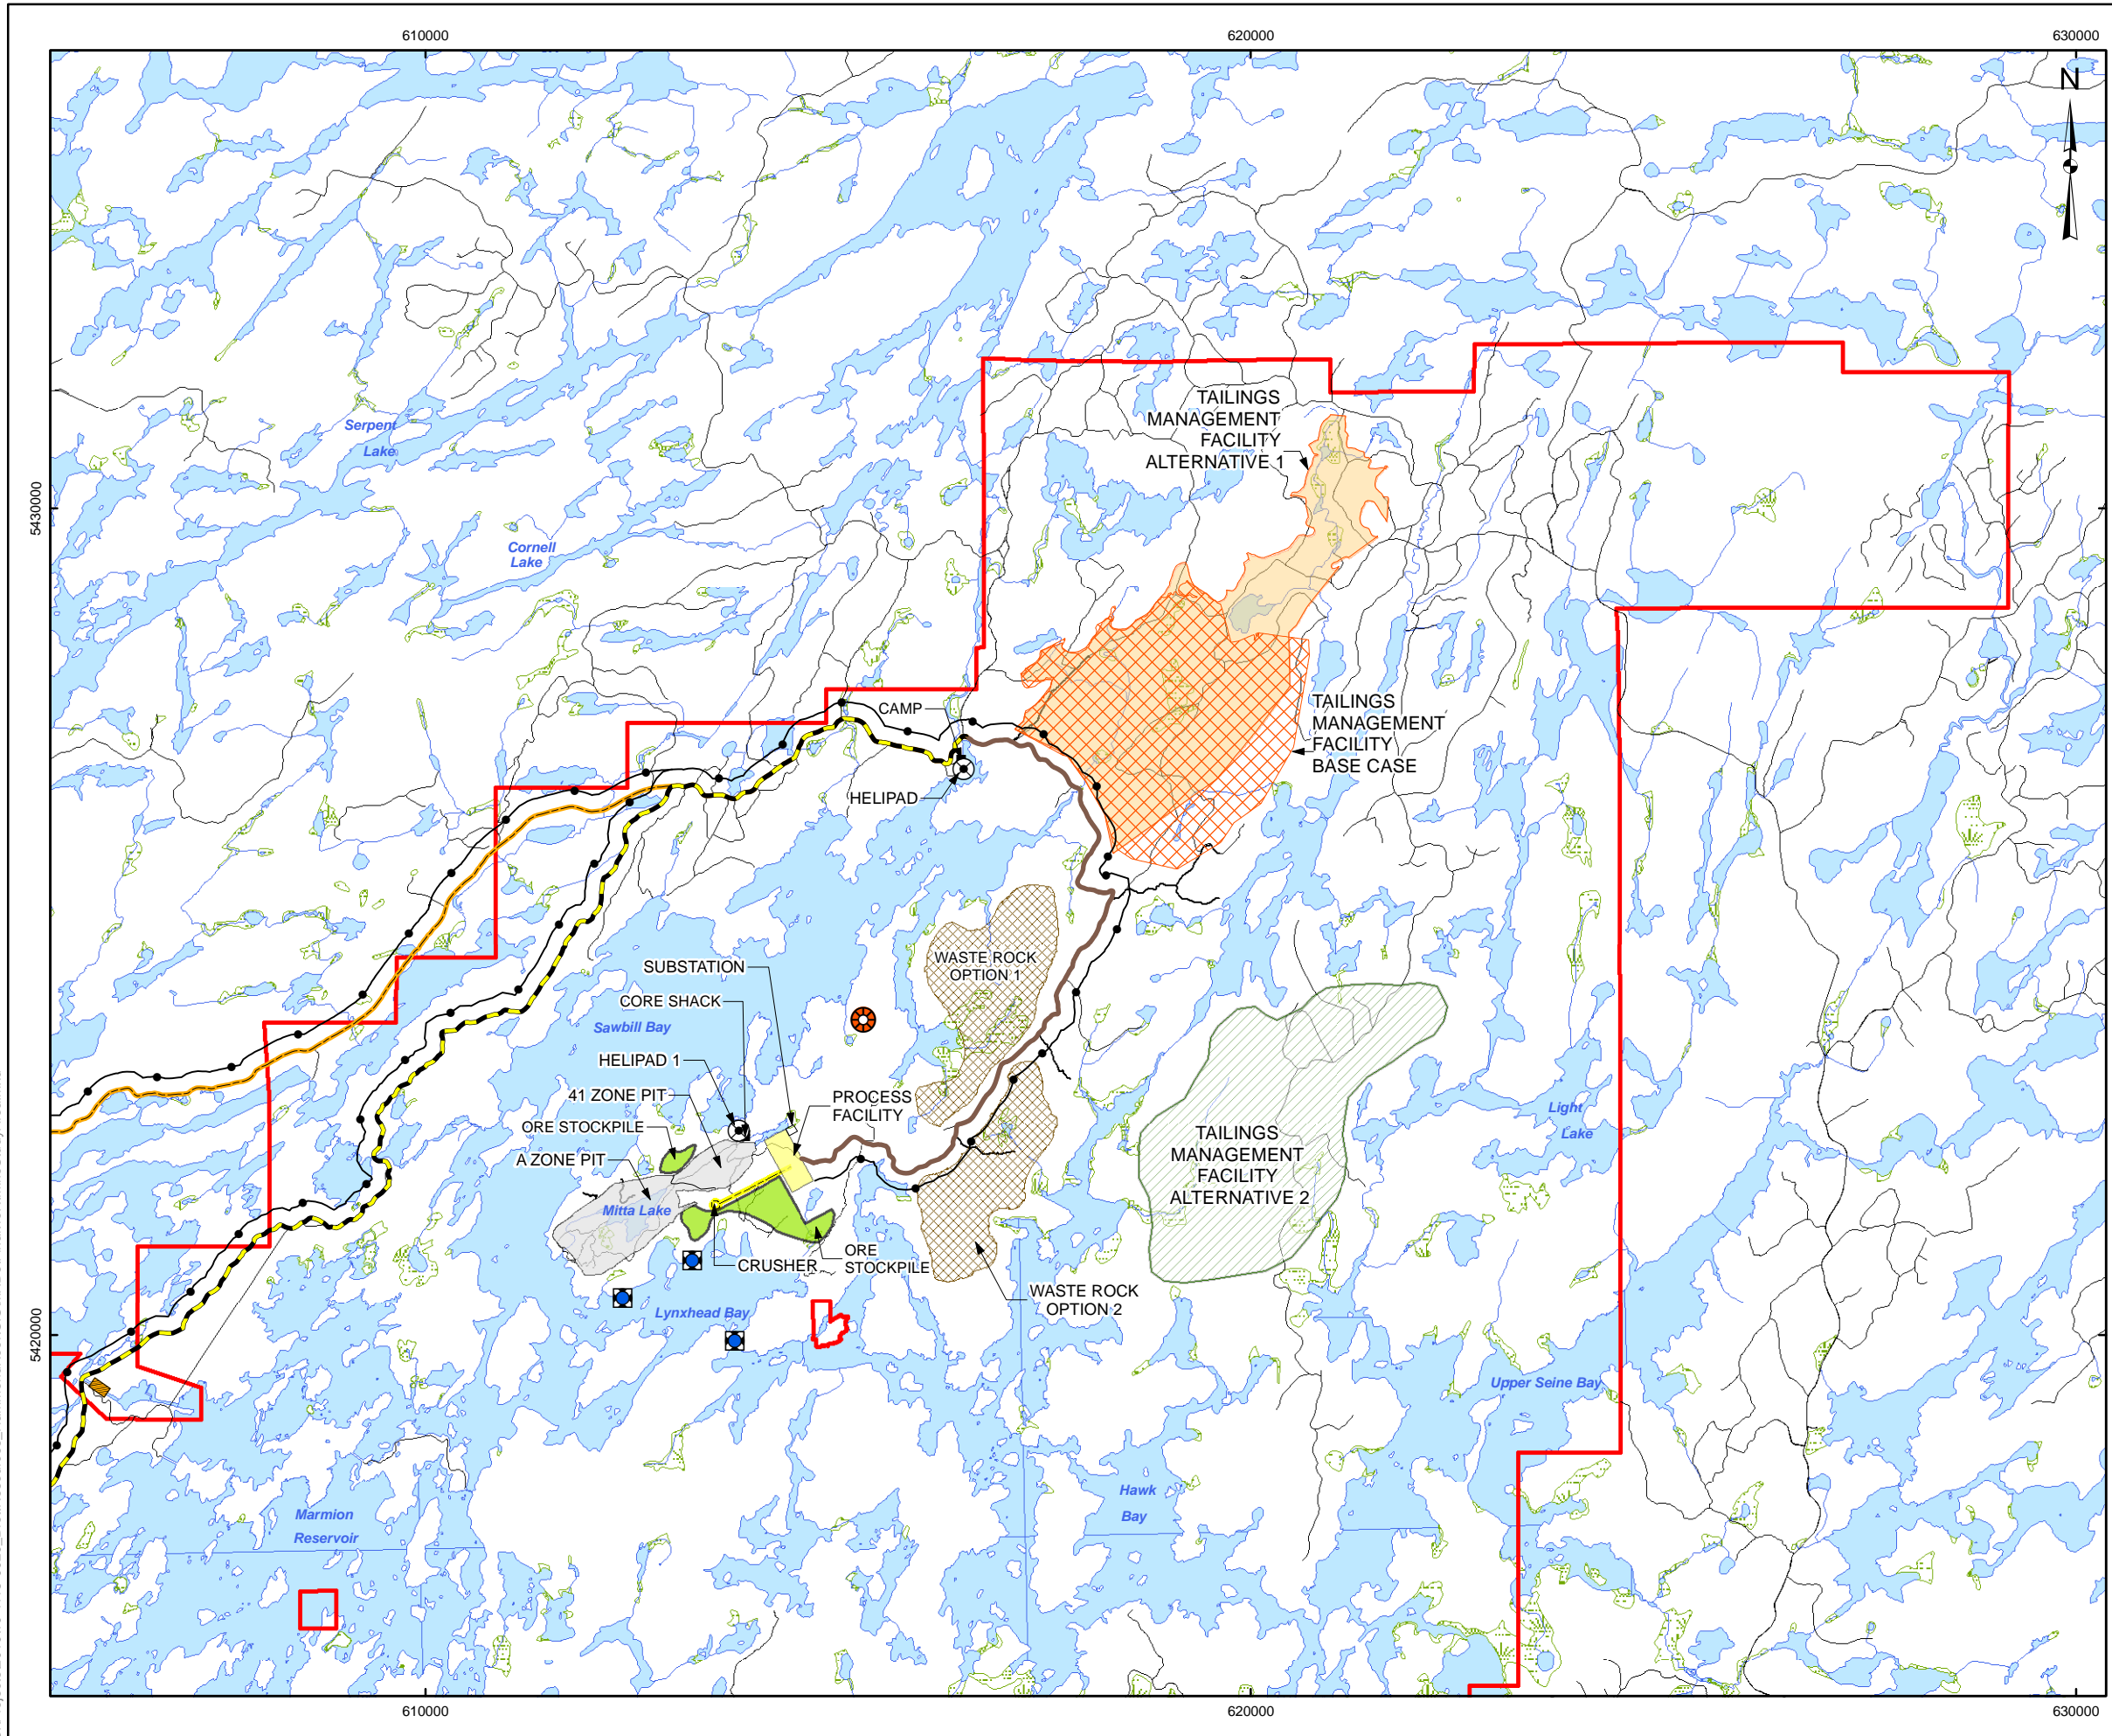 610000
620000
630000
N
TAILINGS
MANAGEMENT
FACILITY
ALTERNATIVE 1
Serpent
Lake
5430000
Cornell
Lake
CAMP
TAILINGS
MANAGEMENT
FACILITY
BASE CASE
HELIPAD
WASTE ROCK
OPTION 1
SUBSTATION
CORE SHACK
Sawbill Bay
HELIPAD 1
41 ZONE PIT
PROCESS
FACILITY
ORE STOCKPILE
A ZONE PIT
Mitta Lake
Light
Lake
TAILINGS
MANAGEMENT
FACILITY
ALTERNATIVE 2
ORE
STOCKPILE
CRUSHER
WASTE ROCK
OPTION 2
Lynxhead Bay
5420000
Upper Seine Bay
Hawk
Bay
Marmion
Reservoir
610000
620000
630000